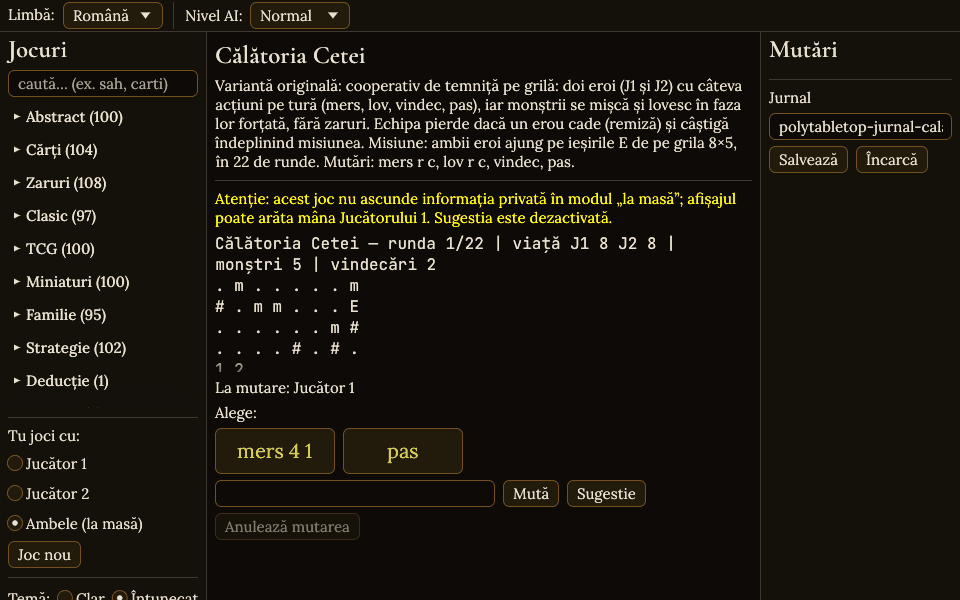 Limbă: Română Nivel AI: Normal
Jocuri
caută... (ex. sah, carti)
Abstract (100)
Cărți (104)
Zaruri (108)
Clasic (97)
TCG (100)
Miniaturi (100)
Familie (95)
Strategie (102)
Deducție (1)
Tu joci cu:
Jucător 1
Jucător 2
Ambele (la masă)
Joc nou
Temă: Clar Întunecat
Călătoria Cetei
Variantă originală: cooperativ de temniță pe grilă: doi eroi (J1 și J2) cu câteva
acțiuni pe tură (mers, lov, vindec, pas), iar monștrii se mișcă și lovesc în faza
lor forțată, fără zaruri. Echipa pierde dacă un erou cade (remiză) și câștigă
îndeplinind misiunea. Misiune: ambii eroi ajung pe ieșirile E de pe grila 8×5,
în 22 de runde. Mutări: mers r c, lov r c, vindec, pas.
Atenție: acest joc nu ascunde informația privată în modul „la masă”; afișajul
poate arăta mâna Jucătorului 1. Sugestia este dezactivată.
Călătoria Cetei — runda 1/22 | viață J1 8 J2 8 |
monștri 5 | vindecări 2
. m . . . . . m
# . m m . . . E
. . . . . . m #
. . . . # . # .
1 2
La mutare: Jucător 1
Alege:
mers 4 1 pas
Mută Sugestie
Anulează mutarea
Mutări
Jurnal
polytabletop-jurnal-cal
Salvează Încarcă